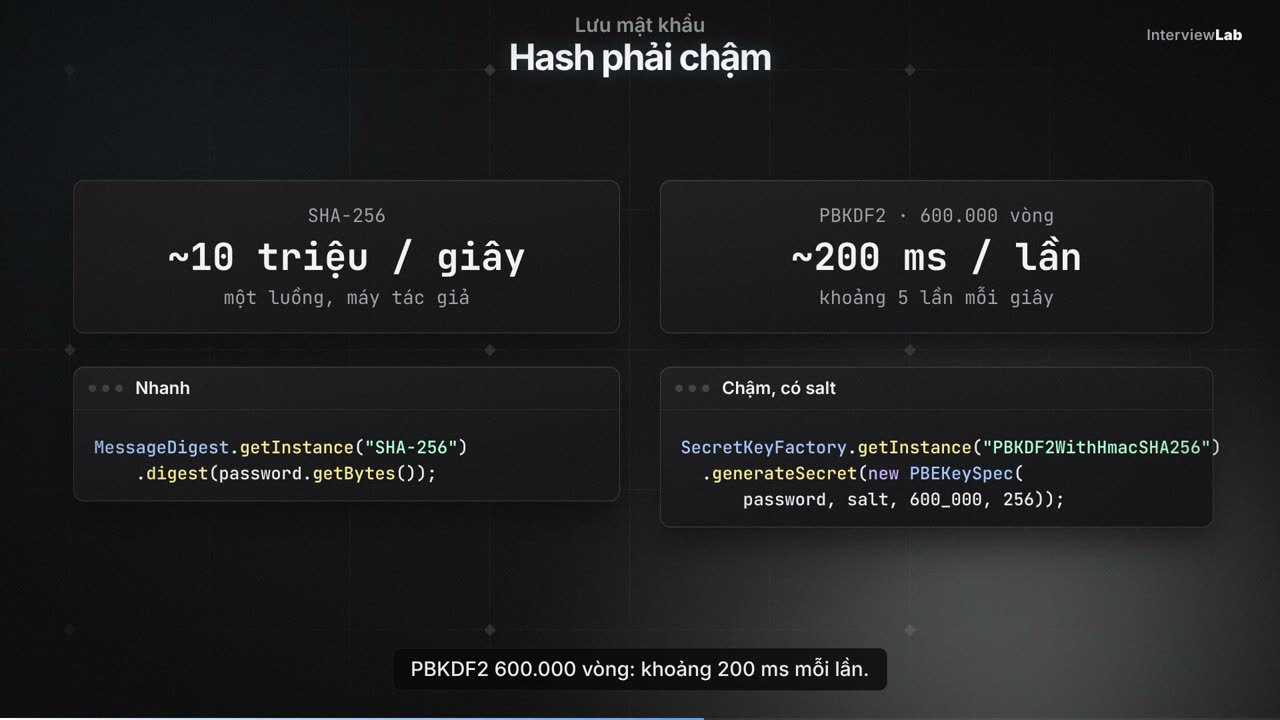 Lưu mật khẩu
Hash phải chậm
InterviewLab
SHA-256
~10 triệu / giây
một luồng, máy tác giả
PBKDF2 · 600.000 vòng
~200 ms / lần
khoảng 5 lần mỗi giây
Nhanh
MessageDigest.getInstance("SHA-256")
    .digest(password.getBytes());
Chậm, có salt
SecretKeyFactory.getInstance("PBKDF2WithHmacSHA256")
  .generateSecret(new PBEKeySpec(
      password, salt, 600_000, 256));
PBKDF2 600.000 vòng: khoảng 200 ms mỗi lần.